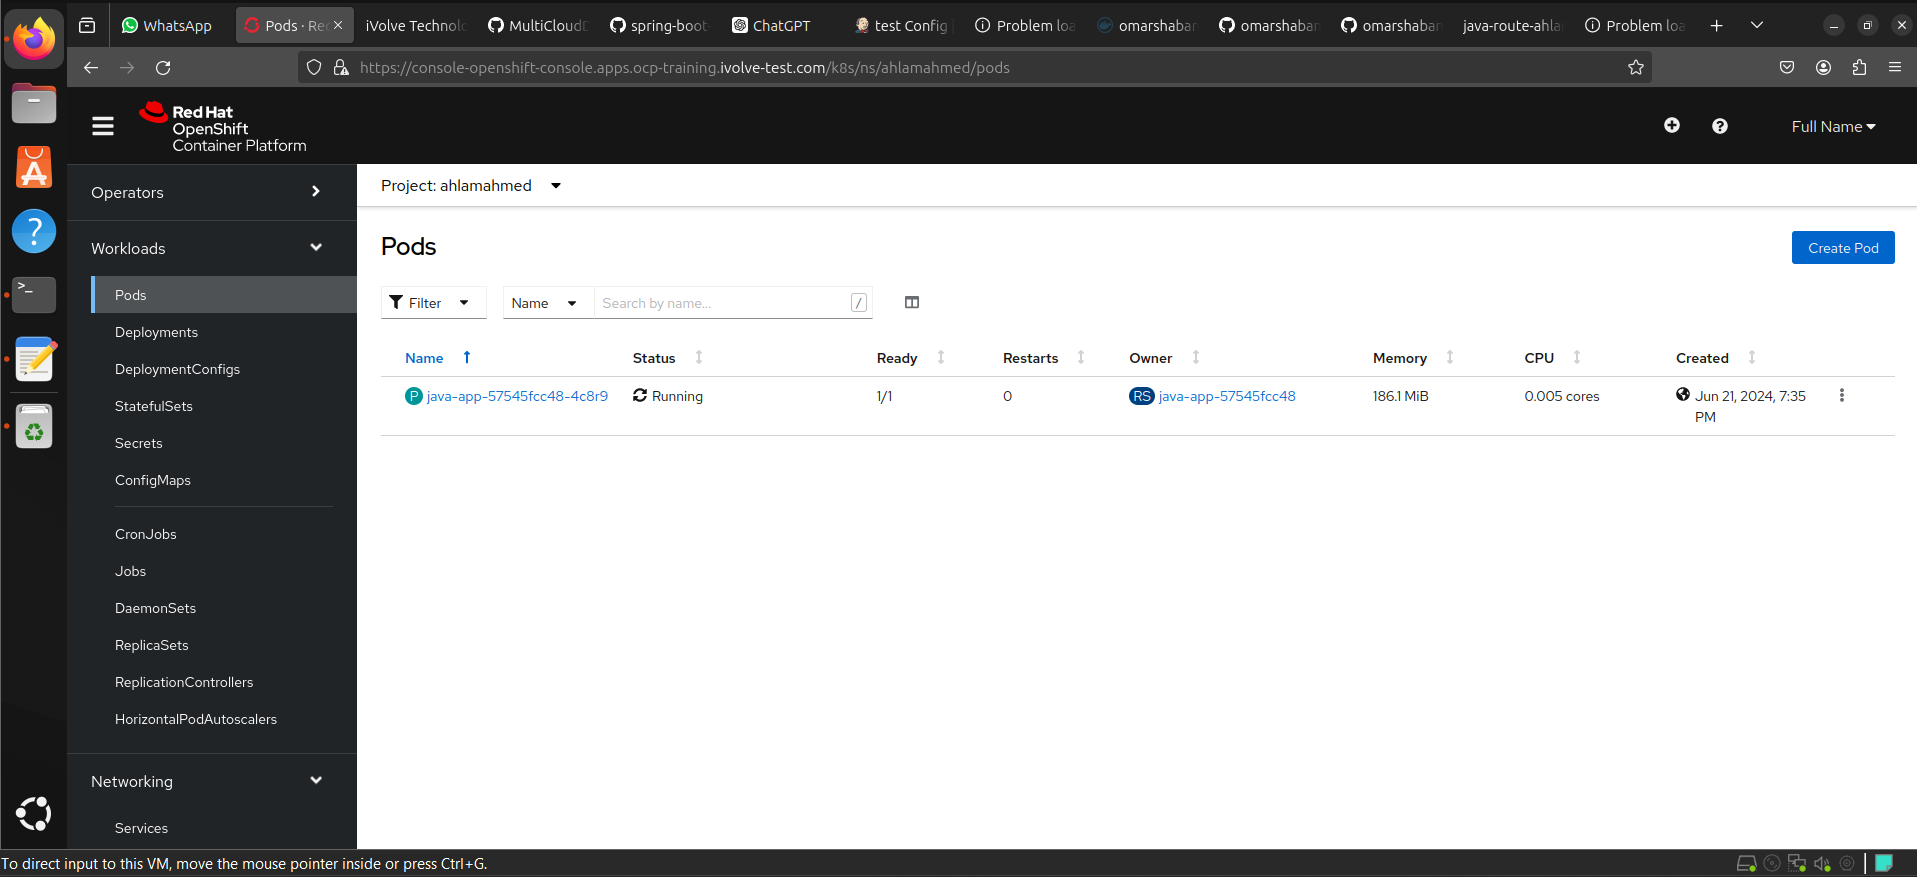 WhatsApp
Pods · Re
iVolve Technolo
MultiCloudD
spring-boot-
ChatGPT
test Config
Problem loa
omarshaban
omarshaban
omarshaban
java-route-ahla
Problem loa
https://console-openshift-console.apps.ocp-training.ivolve-test.com/k8s/ns/ahlamahmed/pods
Red Hat
OpenShift
Container Platform
Full Name
Operators
Workloads
Pods
Deployments
DeploymentConfigs
StatefulSets
Secrets
ConfigMaps
CronJobs
Jobs
DaemonSets
ReplicaSets
ReplicationControllers
HorizontalPodAutoscalers
Networking
Services
Project: ahlamahmed
Pods
Create Pod
Filter
Name
Search by name...
/
Name Status Ready Restarts Owner Memory CPU Created
P java-app-57545fcc48-4c8r9 Running 1/1 0 RS java-app-57545fcc48 186.1 MiB 0.005 cores Jun 21, 2024, 7:35
PM
To direct input to this VM, move the mouse pointer inside or press Ctrl+G.